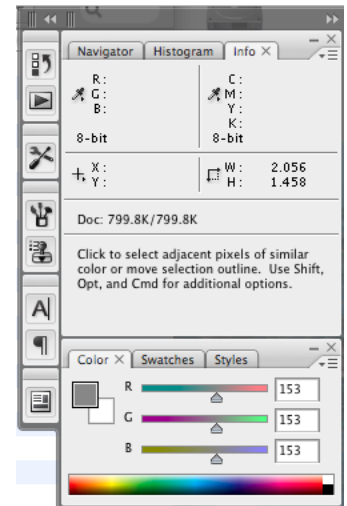 Navigator Histogram Info ×
R: C:
G: M:
B: Y:
K:
8-bit 8-bit
X: W: 2.056
Y: H: 1.458
Doc: 799.8K/799.8K
Click to select adjacent pixels of similar
color or move selection outline. Use Shift,
Opt, and Cmd for additional options.
Color × Swatches Styles
R 153
G 153
B 153